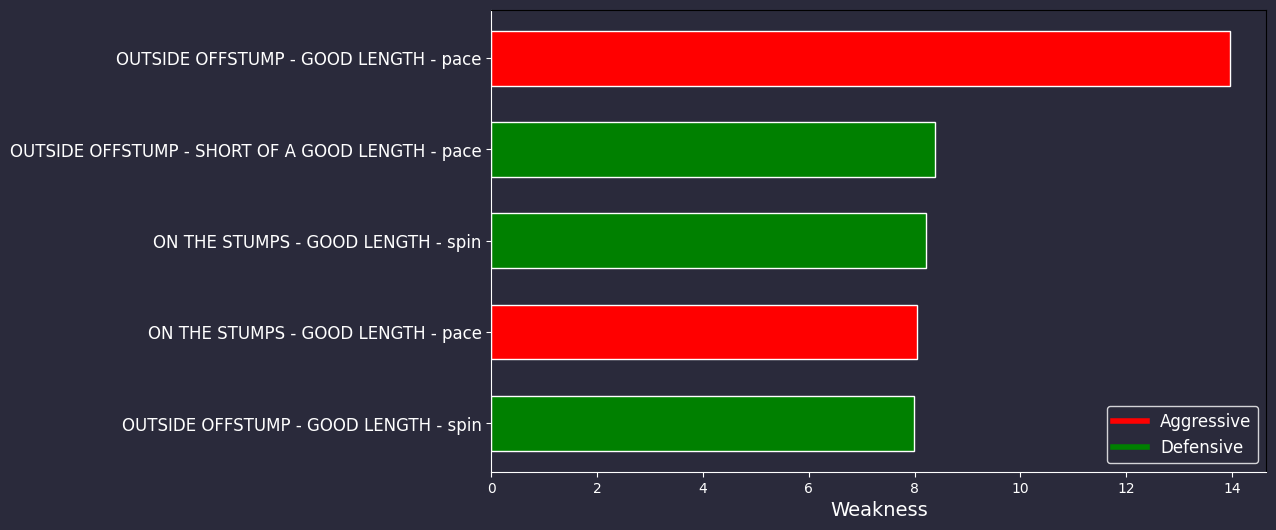 OUTSIDE OFFSTUMP - GOOD LENGTH - pace
OUTSIDE OFFSTUMP - SHORT OF A GOOD LENGTH - pace
ON THE STUMPS - GOOD LENGTH - spin
ON THE STUMPS - GOOD LENGTH - pace
OUTSIDE OFFSTUMP - GOOD LENGTH - spin
Aggressive
Defensive
0 2 4 6 8 10 12 14
Weakness